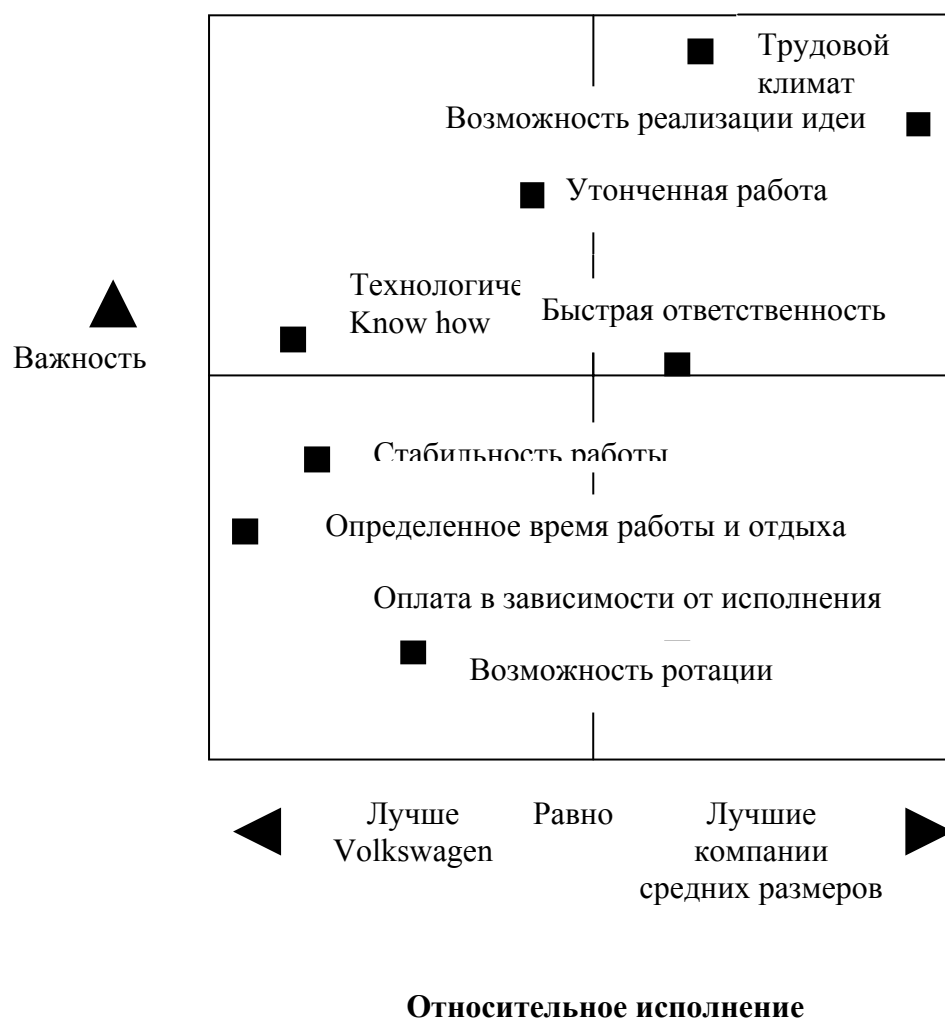 Трудовой
климат
Возможность реализации идеи
Утонченная работа
Технологиче
Know how
Быстрая ответственность
Важность
Стабильность работы
Определенное время работы и отдыха
Оплата в зависимости от исполнения
Возможность ротации
Лучше
Volkswagen
Равно
Лучшие
компании
средних размеров
Относительное исполнение